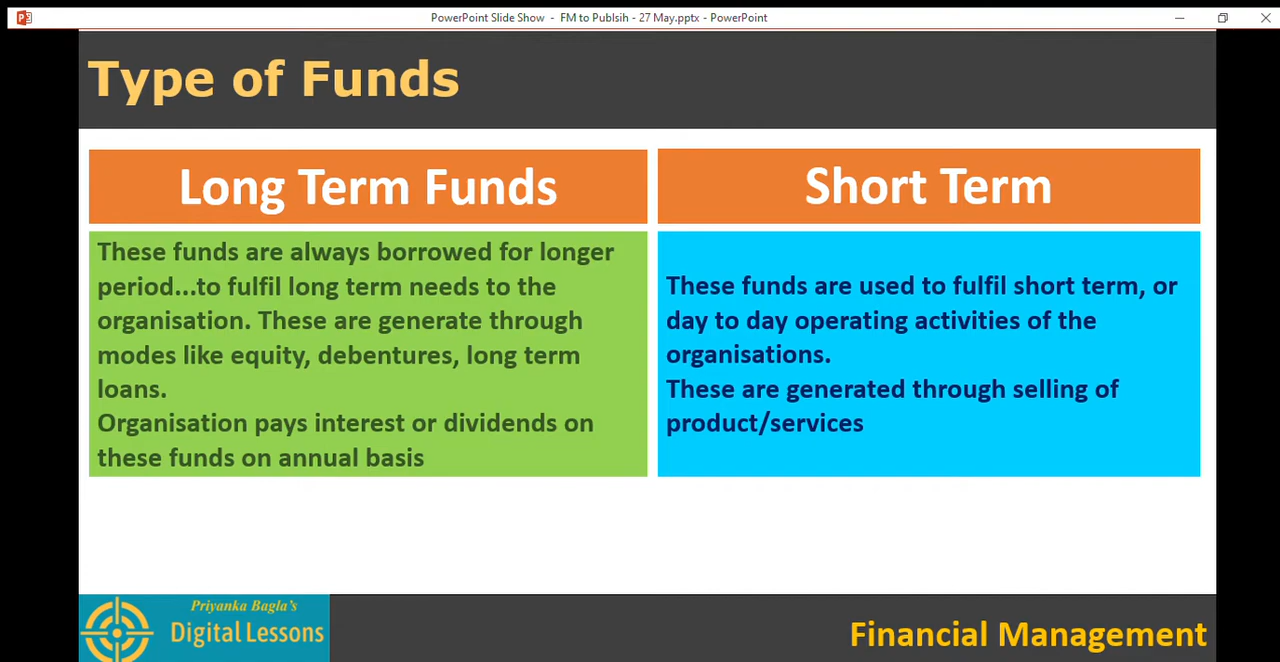 PowerPoint Slide Show - FM to Publsih - 27 May.pptx - PowerPoint
Type of Funds
Long Term Funds
These funds are always borrowed for longer
period...to fulfil long term needs to the
organisation. These are generate through
modes like equity, debentures, long term
loans.
Organisation pays interest or dividends on
these funds on annual basis
Short Term
These funds are used to fulfil short term, or
day to day operating activities of the
organisations.
These are generated through selling of
product/services
Priyanka Bagla's
Digital Lessons
Financial Management